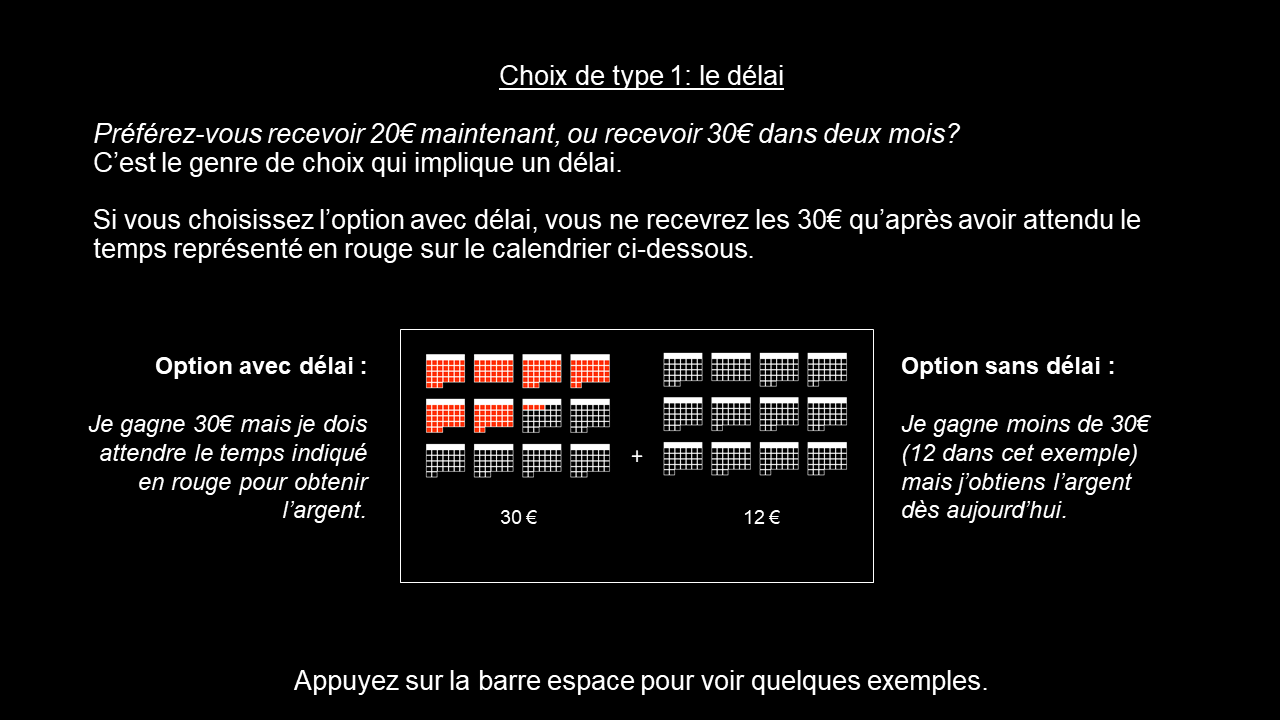 Choix de type 1: le délai
Préférez-vous recevoir 20€ maintenant, ou recevoir 30€ dans deux mois?
C’est le genre de choix qui implique un délai.
Si vous choisissez l’option avec délai, vous ne recevrez les 30€ qu’après avoir attendu le
temps représenté en rouge sur le calendrier ci-dessous.
Option avec délai :
Je gagne 30€ mais je dois
attendre le temps indiqué
en rouge pour obtenir
l’argent.
+
30 €
12 €
Option sans délai :
Je gagne moins de 30€
(12 dans cet exemple)
mais j’obtiens l’argent
dès aujourd’hui.
Appuyez sur la barre espace pour voir quelques exemples.